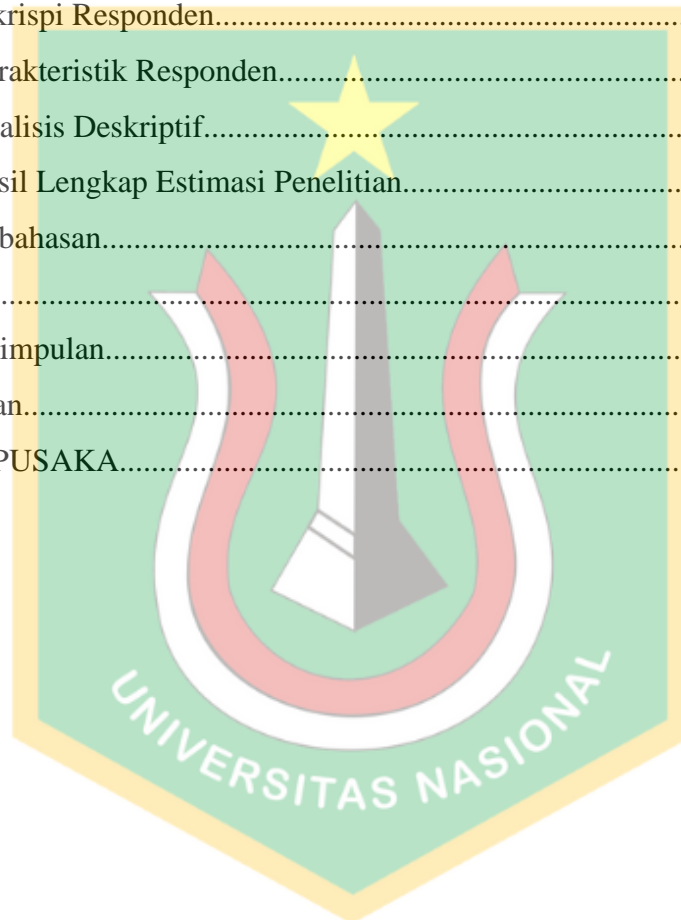 krispi Responden........................................................
rakteristik Responden.................................................
alisis Deskriptif..........................................................
sil Lengkap Estimasi Penelitian..................................
bahasan......................................................................
..................................................................................
impulan......................................................................
an................................................................................
PUSAKA....................................................................
UNIVERSITAS NASIONAL